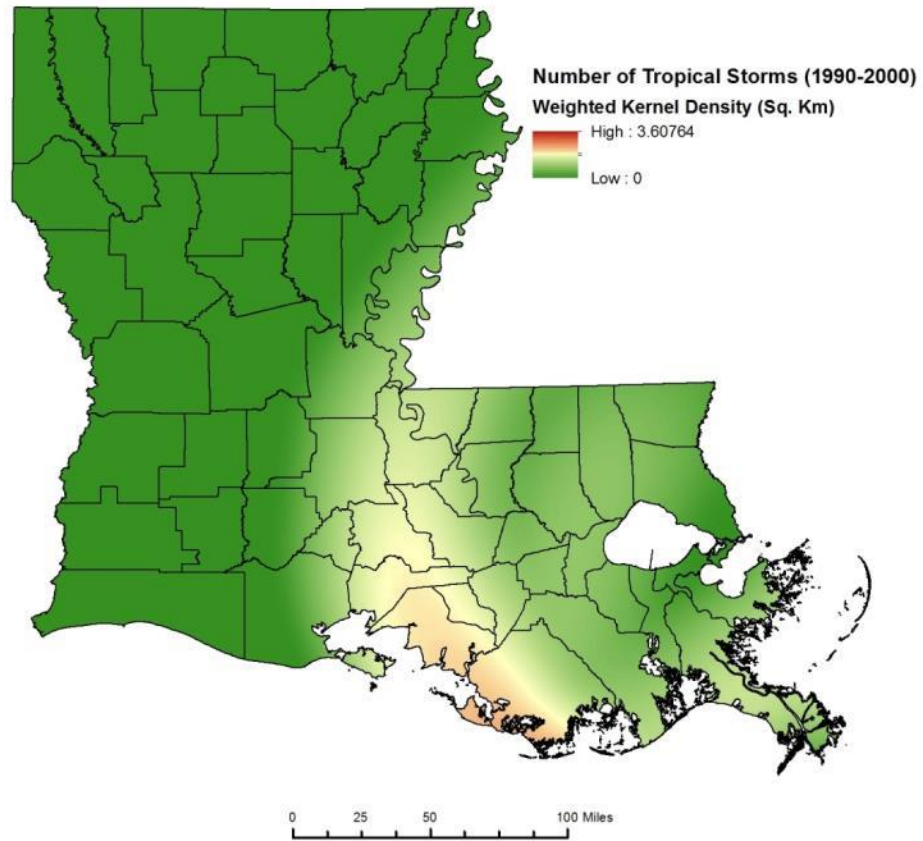 Number of Tropical Storms (1990-2000)
Weighted Kernel Density (Sq. Km)
High : 3.60764
Low : 0
0 25 50 100 Miles